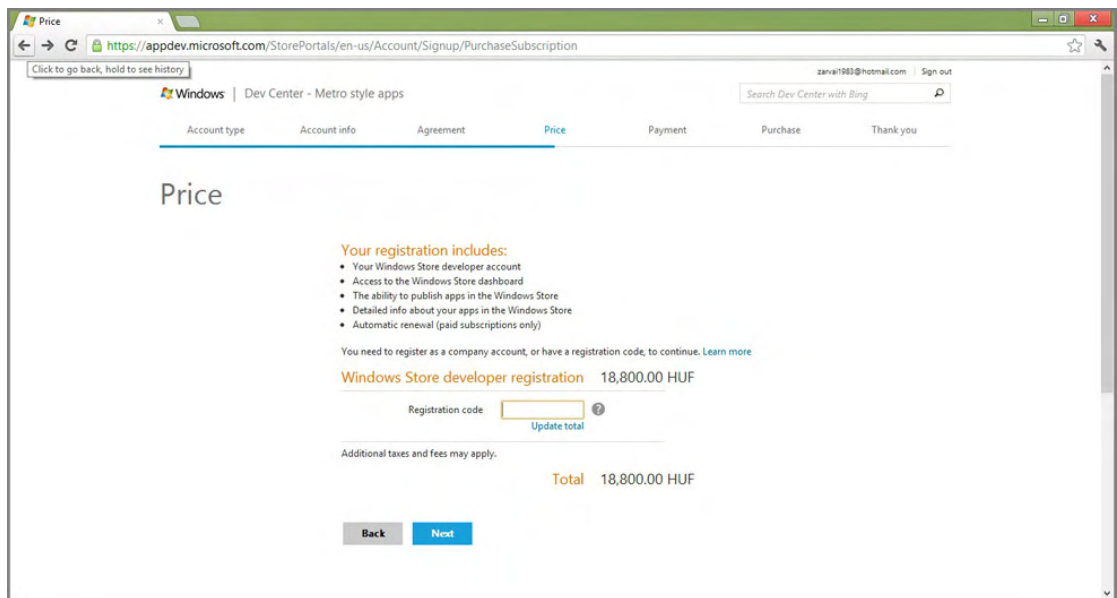 Price
https://appdev.microsoft.com/StorePortals/en-us/Account/Signup/PurchaseSubscription
Click to go back, hold to see history
zarvai1983@hotmail.com Sign out
Windows | Dev Center - Metro style apps
Search Dev Center with Bing
Account type Account info Agreement Price Payment Purchase Thank you
Price
Your registration includes:
• Your Windows Store developer account
• Access to the Windows Store dashboard
• The ability to publish apps in the Windows Store
• Detailed info about your apps in the Windows Store
• Automatic renewal (paid subscriptions only)
You need to register as a company account, or have a registration code, to continue. Learn more
Windows Store developer registration 18,800.00 HUF
Registration code ?
Update total
Additional taxes and fees may apply.
Total 18,800.00 HUF
Back Next